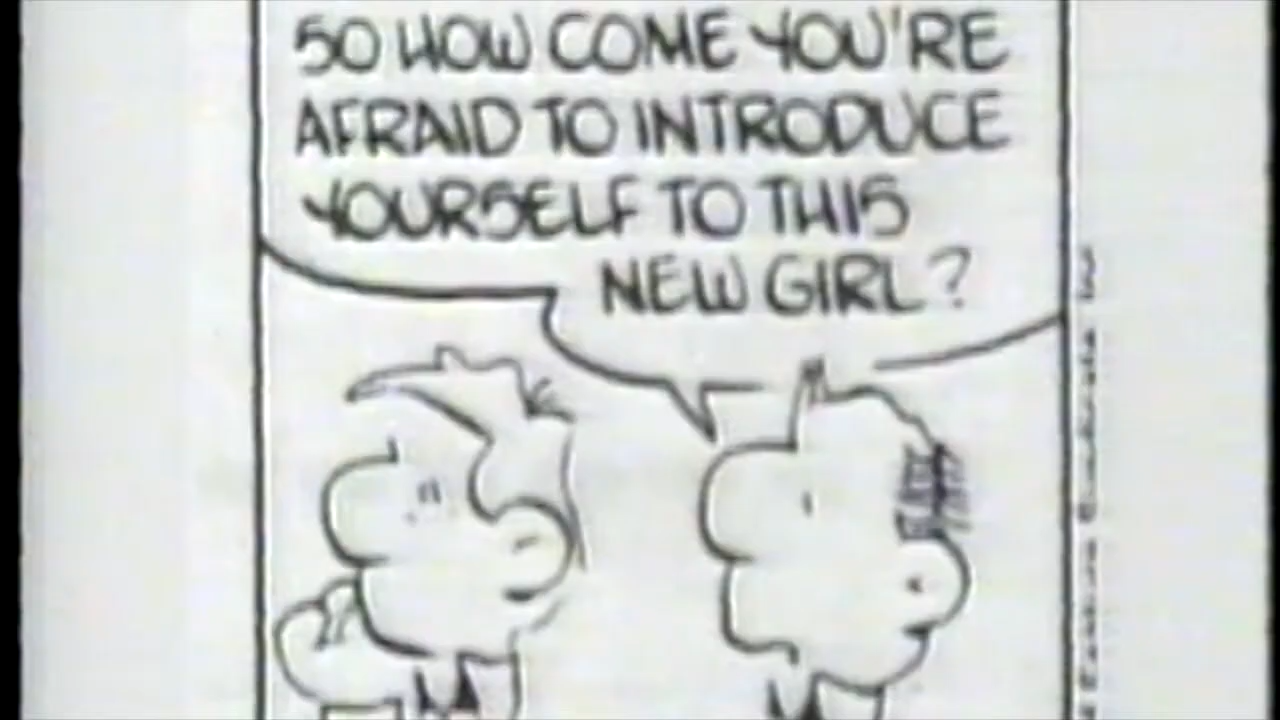 SO HOW COME YOU'RE
AFRAID TO INTRODUCE
YOURSELF TO THIS
NEW GIRL?